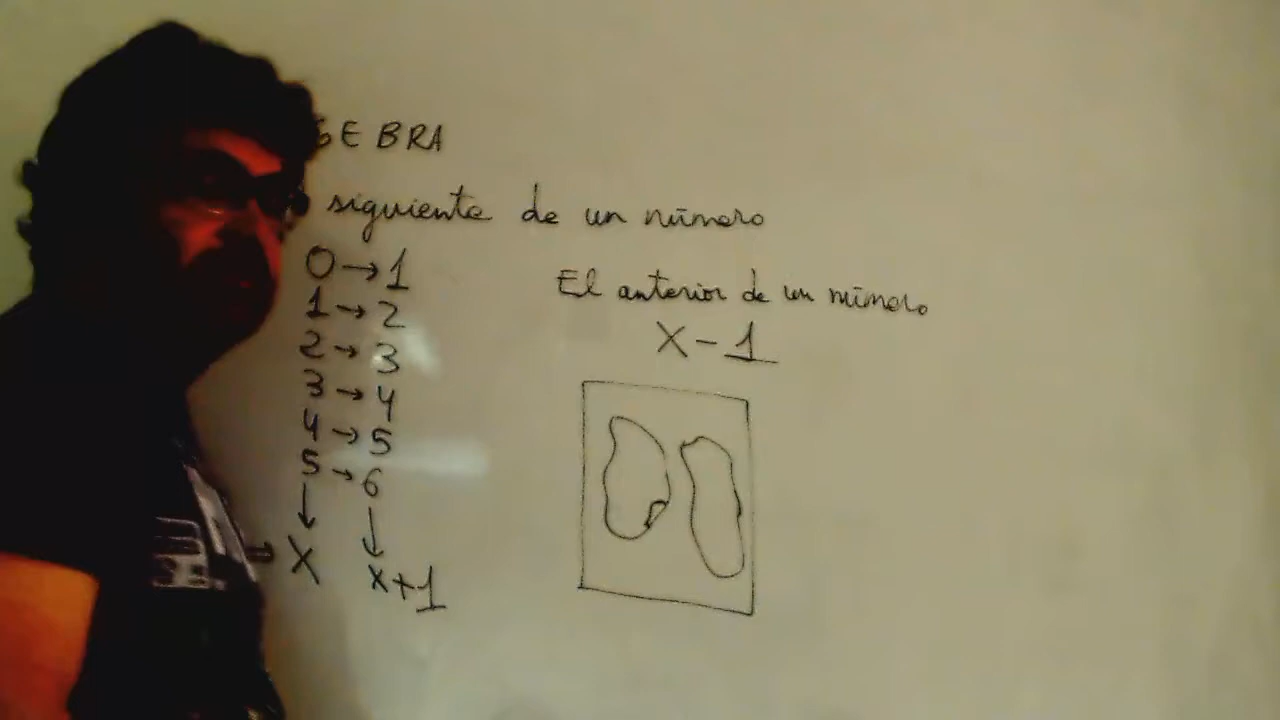 GEBRA
siguiente de un número
0→1
1→2
2→3
3→4
4→5
5→6
↓ ↓
X x+1
El anterior de un número
X-1